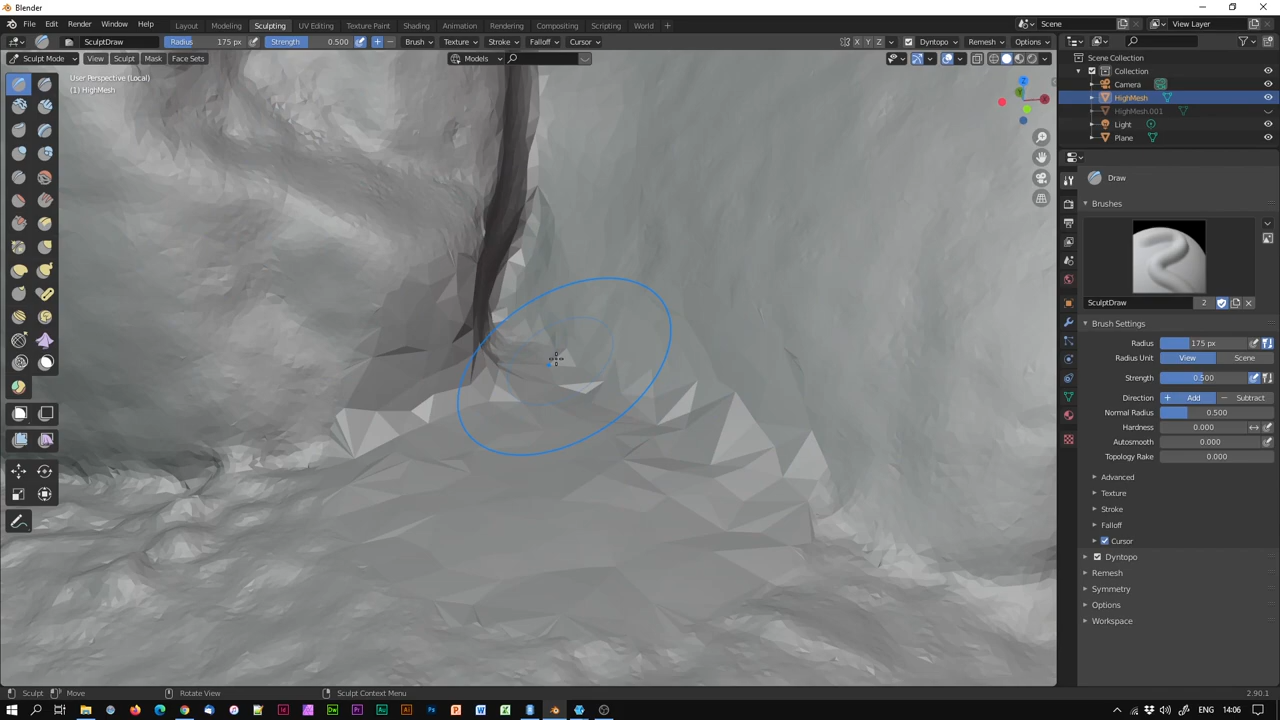 Blender
File Edit Render Window Help Layout Modeling Sculpting UV Editing Texture Paint Shading Animation Rendering Compositing Scripting World + Scene View Layer
SculptDraw Radius 175 px Strength 0.500 + − Brush Texture Stroke Falloff Cursor X Y Z Dyntopo Remesh Options
Sculpt Mode View Sculpt Mask Face Sets Models
User Perspective (Local)
(1) HighMesh
Scene Collection
Collection
Camera
HighMesh
HighMesh.001
Light
Plane
Draw
Brushes
SculptDraw 2
Brush Settings
Radius 175 px
Radius Unit View Scene
Strength 0.500
Direction + Add − Subtract
Normal Radius 0.500
Hardness 0.000
Autosmooth 0.000
Topology Rake 0.000
Advanced
Texture
Stroke
Falloff
Cursor
Dyntopo
Remesh
Symmetry
Options
Workspace
Sculpt Move Rotate View Sculpt Context Menu 2.90.1
ENG 14:06